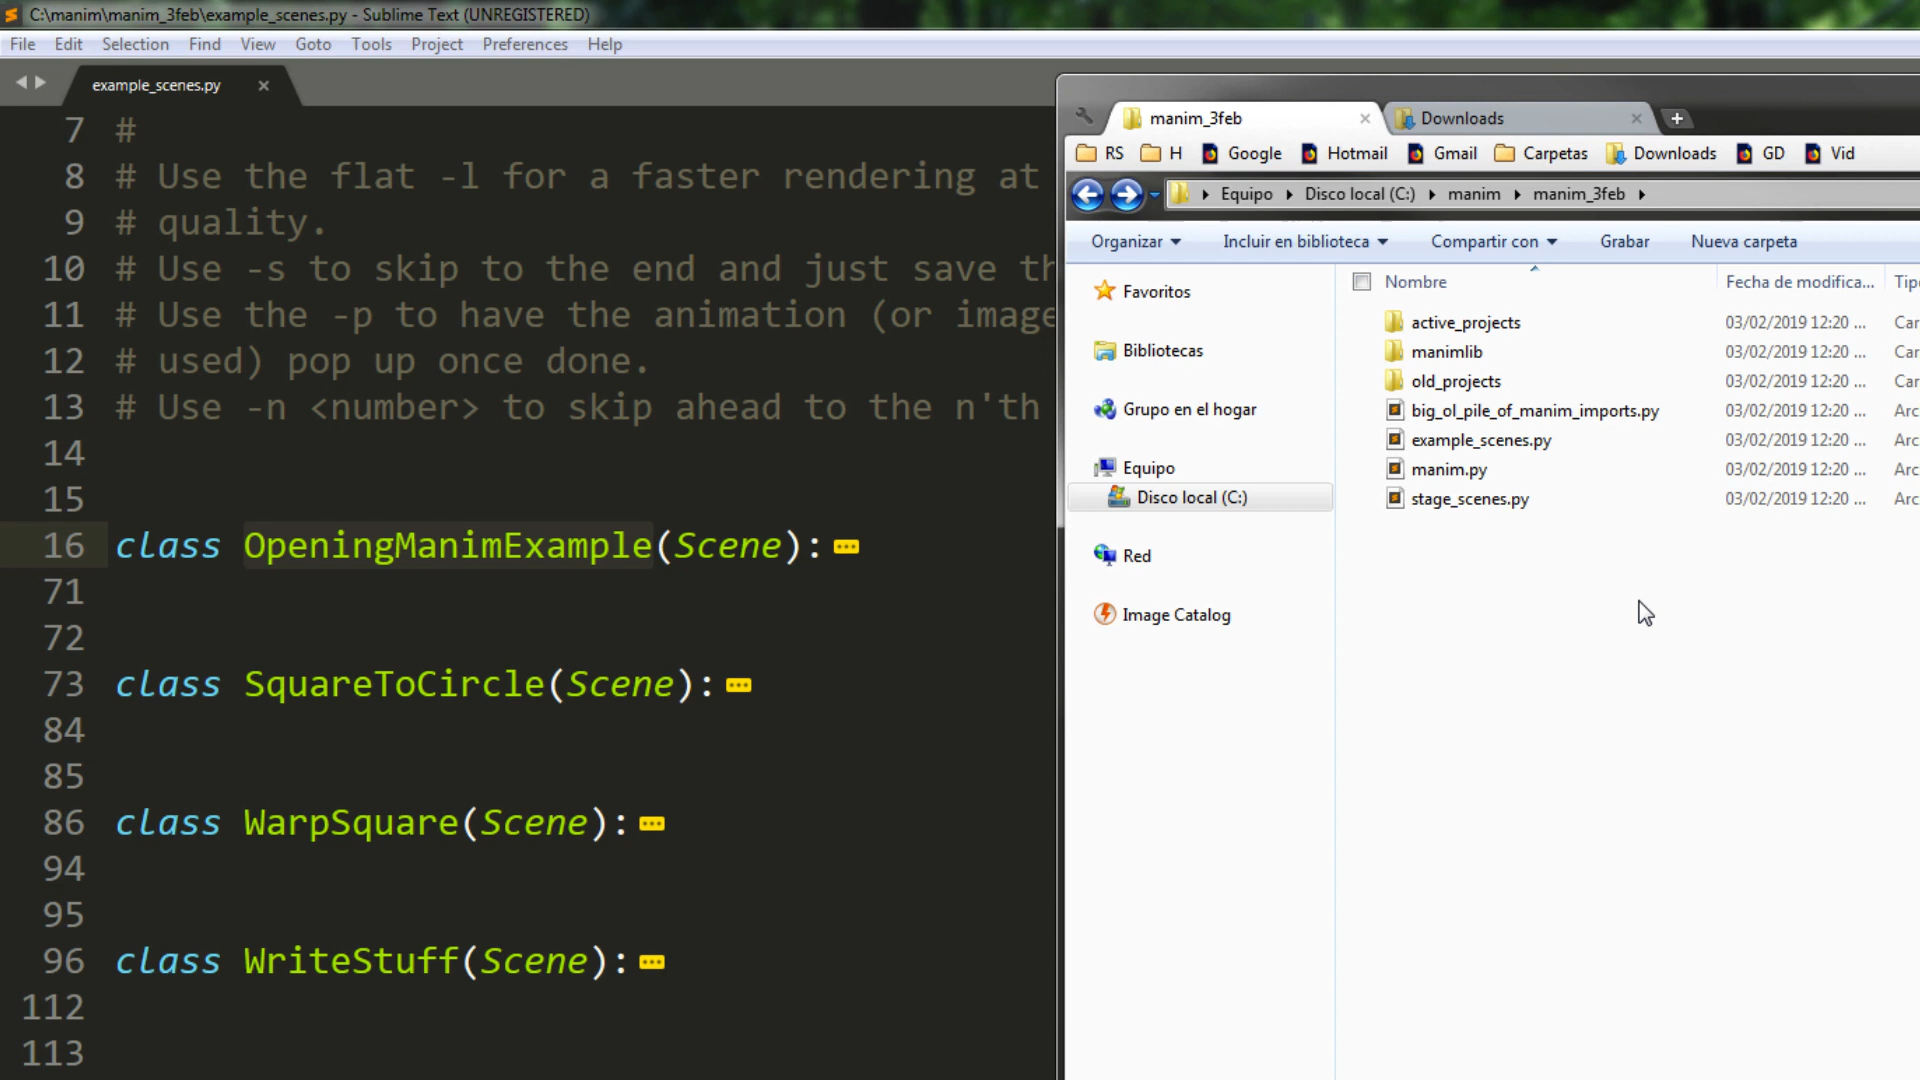 C:\manim\manim_3feb\example_scenes.py - Sublime Text (UNREGISTERED)
File Edit Selection Find View Goto Tools Project Preferences Help
example_scenes.py
7 #
8 # Use the flat -l for a faster rendering at
9 # quality.
10 # Use -s to skip to the end and just save th
11 # Use the -p to have the animation (or image
12 # used) pop up once done.
13 # Use -n <number> to skip ahead to the n'th
14
15
16 class OpeningManimExample(Scene):
71
72
73 class SquareToCircle(Scene):
84
85
86 class WarpSquare(Scene):
94
95
96 class WriteStuff(Scene):
112
113
manim_3feb Downloads
RS H Google Hotmail Gmail Carpetas Downloads GD Vid
Equipo Disco local (C:) manim manim_3feb
Organizar Incluir en biblioteca Compartir con Grabar Nueva carpeta
Favoritos
Bibliotecas
Grupo en el hogar
Equipo
Disco local (C:)
Red
Image Catalog
Nombre Fecha de modifica... Tipo
active_projects 03/02/2019 12:20 ... Car
manimlib 03/02/2019 12:20 ... Car
old_projects 03/02/2019 12:20 ... Car
big_ol_pile_of_manim_imports.py 03/02/2019 12:20 ... Arc
example_scenes.py 03/02/2019 12:20 ... Arc
manim.py 03/02/2019 12:20 ... Arc
stage_scenes.py 03/02/2019 12:20 ... Arc